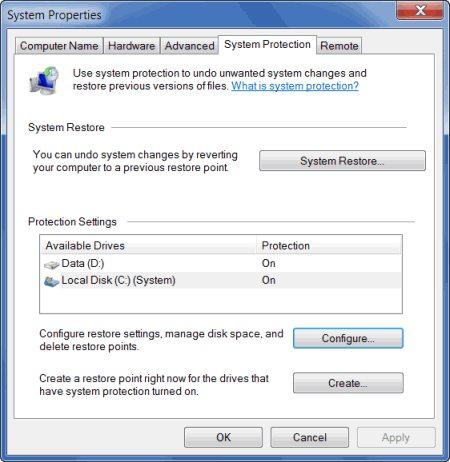 System Properties
Computer Name Hardware Advanced System Protection Remote
Use system protection to undo unwanted system changes and
restore previous versions of files. What is system protection?
System Restore
You can undo system changes by reverting
your computer to a previous restore point.
System Restore...
Protection Settings
Available Drives Protection
Data (D:) On
Local Disk (C:) (System) On
Configure restore settings, manage disk space, and
delete restore points.
Configure...
Create a restore point right now for the drives that
have system protection turned on.
Create...
OK Cancel Apply